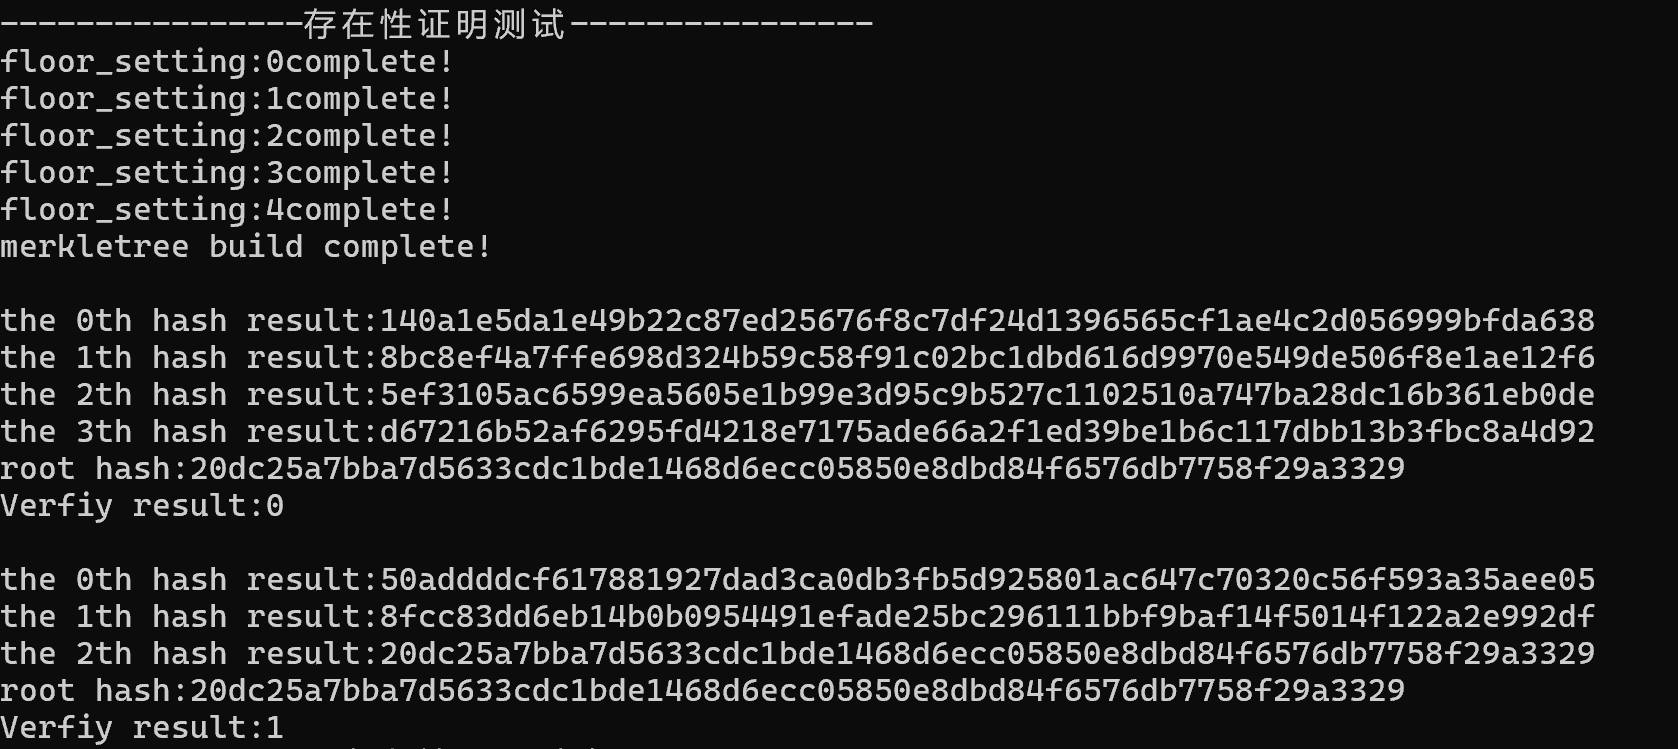 ----------------存在性证明测试----------------
floor_setting:0complete!
floor_setting:1complete!
floor_setting:2complete!
floor_setting:3complete!
floor_setting:4complete!
merkletree build complete!
the 0th hash result:140a1e5da1e49b22c87ed25676f8c7df24d1396565cf1ae4c2d056999bfda638
the 1th hash result:8bc8ef4a7ffe698d324b59c58f91c02bc1dbd616d9970e549de506f8e1ae12f6
the 2th hash result:5ef3105ac6599ea5605e1b99e3d95c9b527c1102510a747ba28dc16b361eb0de
the 3th hash result:d67216b52af6295fd4218e7175ade66a2f1ed39be1b6c117dbb13b3fbc8a4d92
root hash:20dc25a7bba7d5633cdc1bde1468d6ecc05850e8dbd84f6576db7758f29a3329
Verfiy result:0
the 0th hash result:50addddcf617881927dad3ca0db3fb5d925801ac647c70320c56f593a35aee05
the 1th hash result:8fcc83dd6eb14b0b0954491efade25bc296111bbf9baf14f5014f122a2e992df
the 2th hash result:20dc25a7bba7d5633cdc1bde1468d6ecc05850e8dbd84f6576db7758f29a3329
root hash:20dc25a7bba7d5633cdc1bde1468d6ecc05850e8dbd84f6576db7758f29a3329
Verfiy result:1